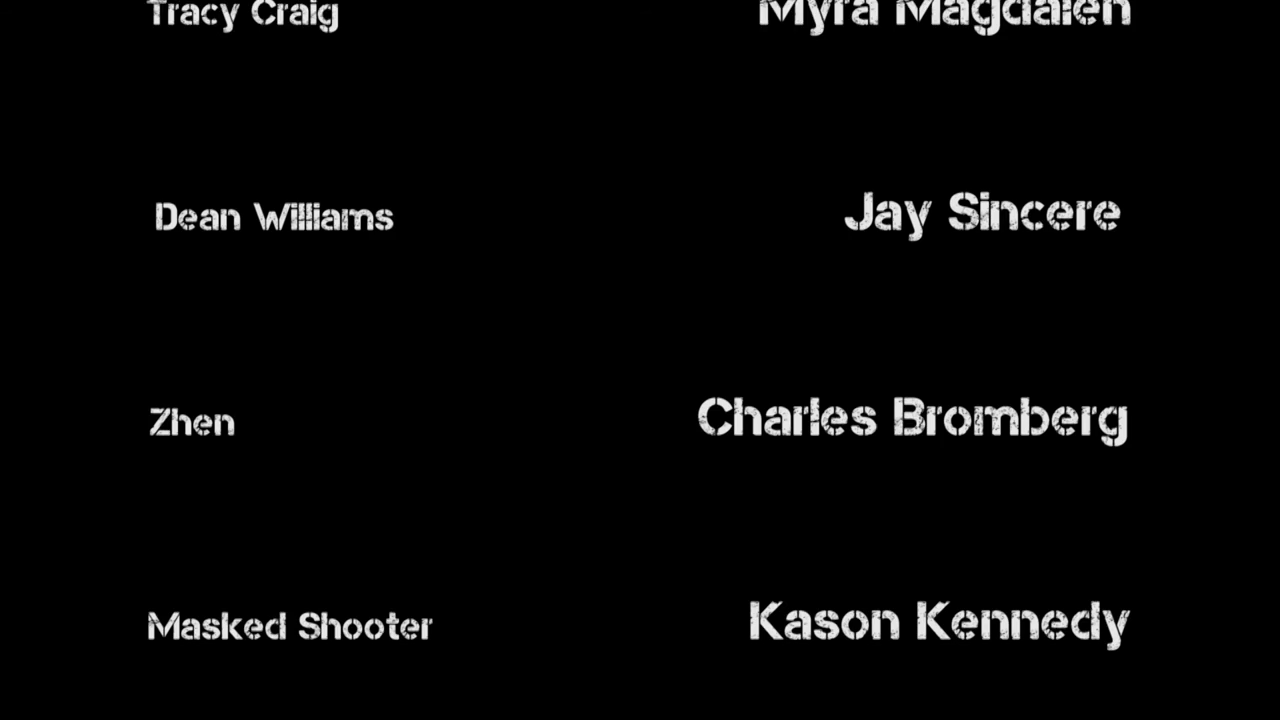 Tracy Craig Myra Magdalen
Dean Williams Jay Sincere
Zhen Charles Bromberg
Masked Shooter Kason Kennedy